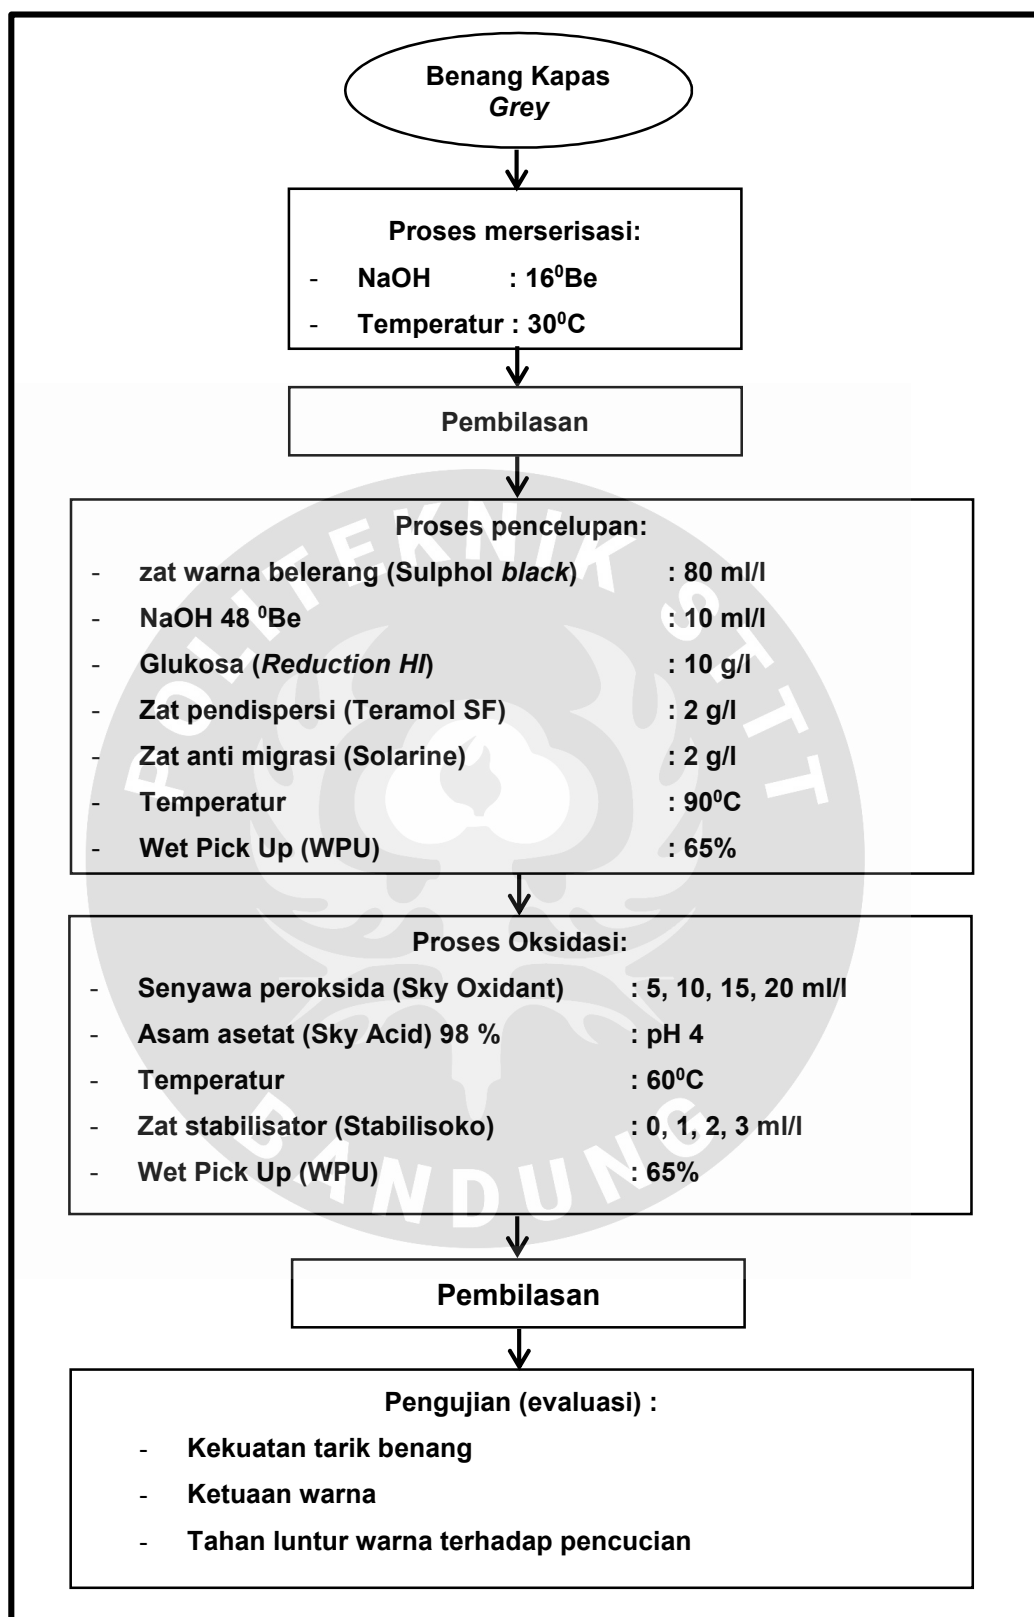 Benang Kapas
Grey
Proses merserisasi:
- NaOH : 16⁰Be
- Temperatur : 30⁰C
Pembilasan
Proses pencelupan:
- zat warna belerang (Sulphol black) : 80 ml/l
- NaOH 48 ⁰Be : 10 ml/l
- Glukosa (Reduction HI) : 10 g/l
- Zat pendispersi (Teramol SF) : 2 g/l
- Zat anti migrasi (Solarine) : 2 g/l
- Temperatur : 90⁰C
- Wet Pick Up (WPU) : 65%
Proses Oksidasi:
- Senyawa peroksida (Sky Oxidant) : 5, 10, 15, 20 ml/l
- Asam asetat (Sky Acid) 98 % : pH 4
- Temperatur : 60⁰C
- Zat stabilisator (Stabilisoko) : 0, 1, 2, 3 ml/l
- Wet Pick Up (WPU) : 65%
Pembilasan
Pengujian (evaluasi) :
- Kekuatan tarik benang
- Ketuaan warna
- Tahan luntur warna terhadap pencucian
POLITEKNIK STTT
BANDUNG